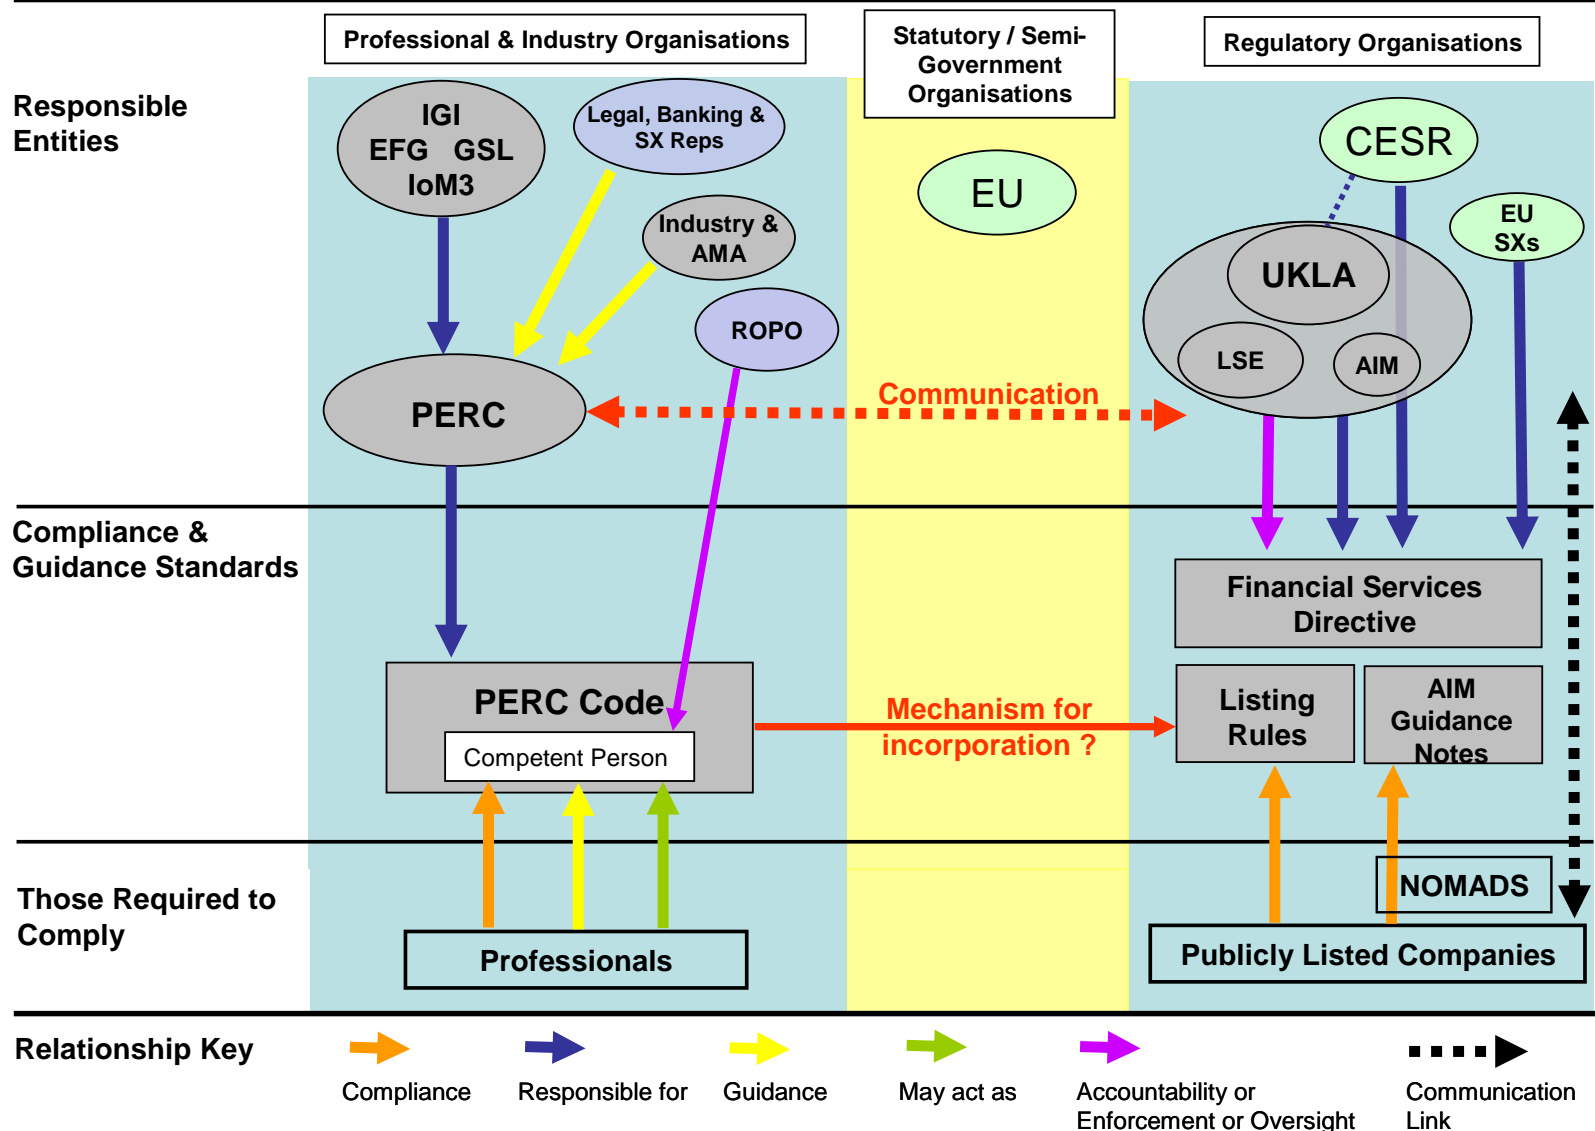 Professional & Industry Organisations
Statutory / Semi-
Government
Organisations
Regulatory Organisations
Responsible
Entities
IGI
EFG GSL
IoM3
Legal, Banking &
SX Reps
Industry &
AMA
ROPO
PERC
EU
CESR
EU
SXs
UKLA
LSE
AIM
Communication
Compliance &
Guidance Standards
Financial Services
Directive
PERC Code
Competent Person
Mechanism for
incorporation ?
Listing
Rules
AIM
Guidance
Notes
Those Required to
Comply
NOMADS
Professionals
Publicly Listed Companies
Relationship Key
Compliance
Responsible for
Guidance
May act as
Accountability or
Enforcement or Oversight
Communication
Link